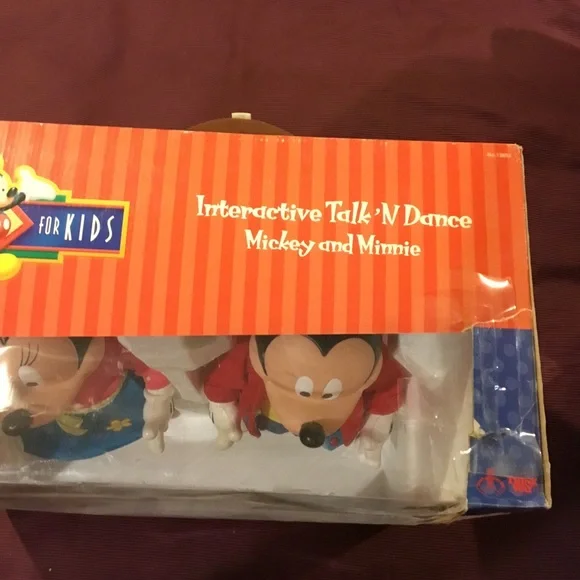 FOR KIDS
Interactive Talk 'N Dance
Mickey and Minnie